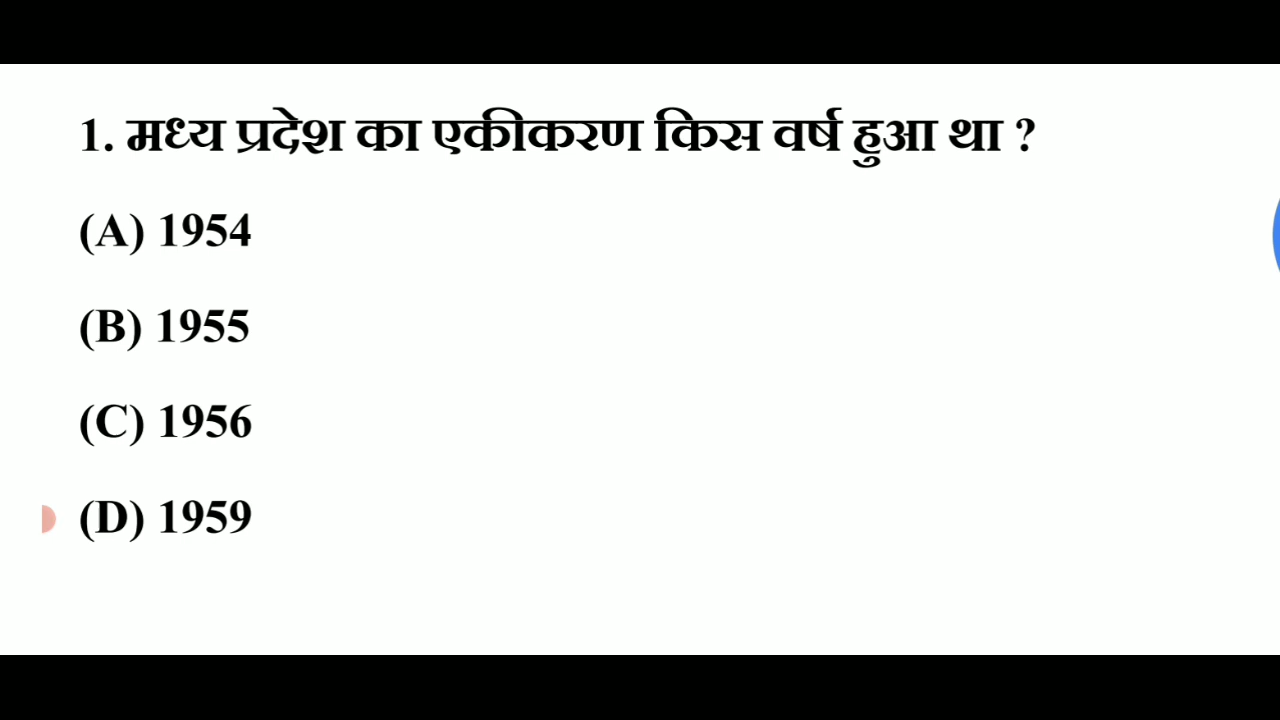 1. मध्य प्रदेश का एकीकरण किस वर्ष हुआ था ?
(A) 1954
(B) 1955
(C) 1956
(D) 1959